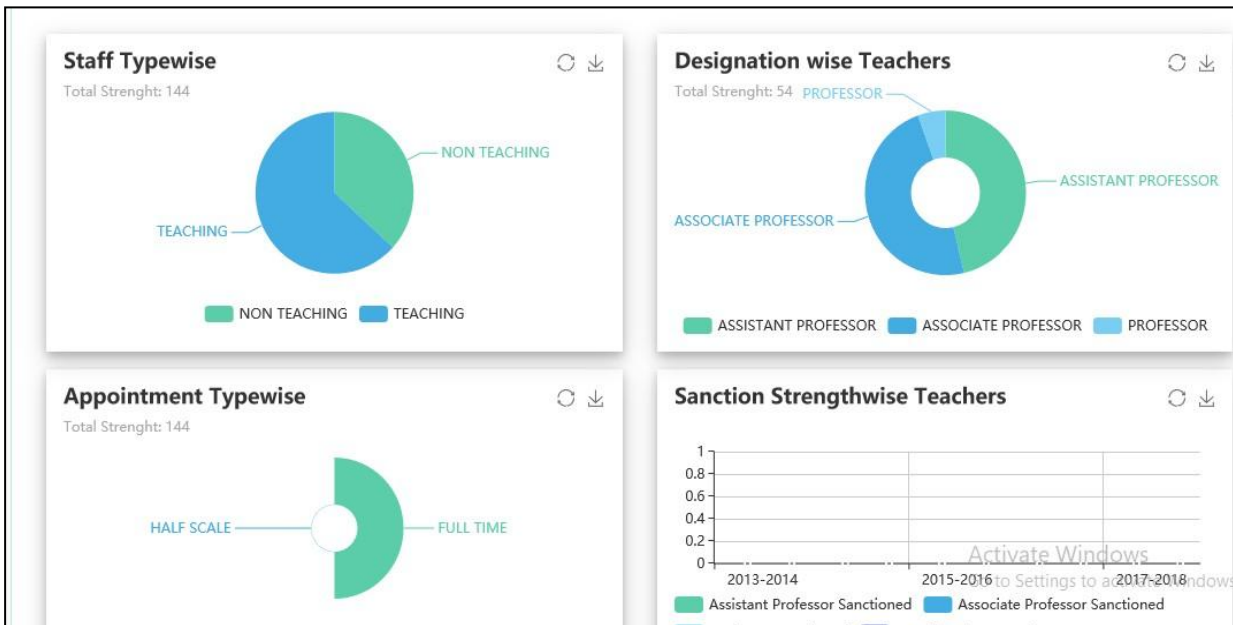 Staff Typewise
Total Strenght: 144
NON TEACHING
TEACHING
NON TEACHING TEACHING
Designation wise Teachers
Total Strenght: 54
PROFESSOR
ASSISTANT PROFESSOR
ASSOCIATE PROFESSOR
ASSISTANT PROFESSOR ASSOCIATE PROFESSOR PROFESSOR
Appointment Typewise
Total Strenght: 144
HALF SCALE
FULL TIME
Sanction Strengthwise Teachers
1
0.8
0.6
0.4
0.2
0
2013-2014 2015-2016 2017-2018
Activate Windows
to Settings to activate Windows
Assistant Professor Sanctioned Associate Professor Sanctioned